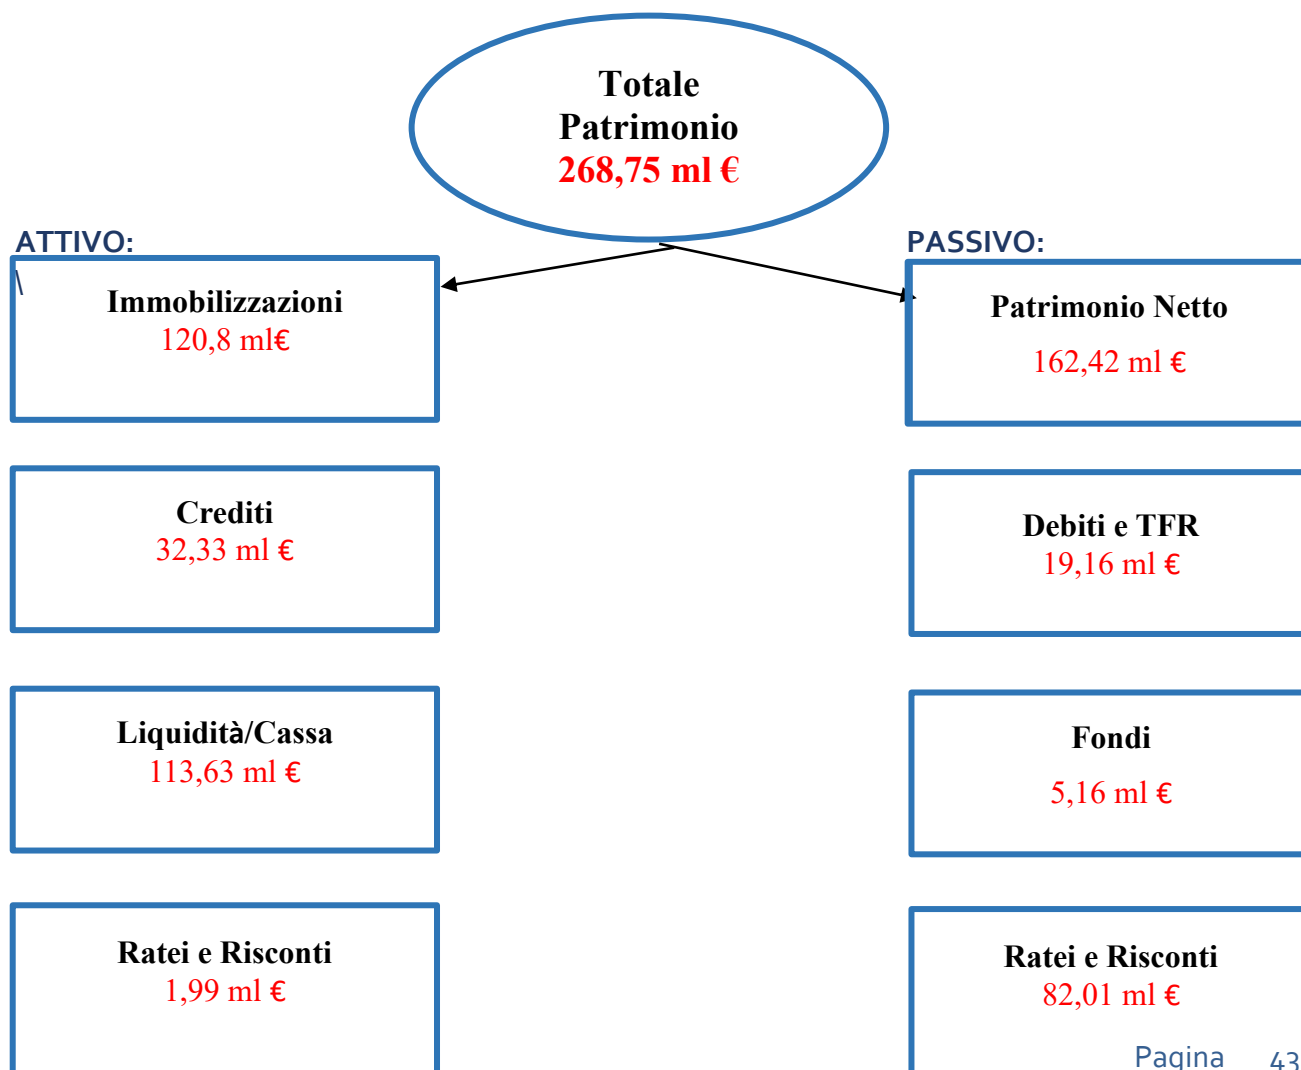 Totale
Patrimonio
268,75 ml €
ATTIVO:
\
Immobilizzazioni
120,8 ml€
Crediti
32,33 ml €
Liquidità/Cassa
113,63 ml €
Ratei e Risconti
1,99 ml €
PASSIVO:
Patrimonio Netto
162,42 ml €
Debiti e TFR
19,16 ml €
Fondi
5,16 ml €
Ratei e Risconti
82,01 ml €
Pagina 43